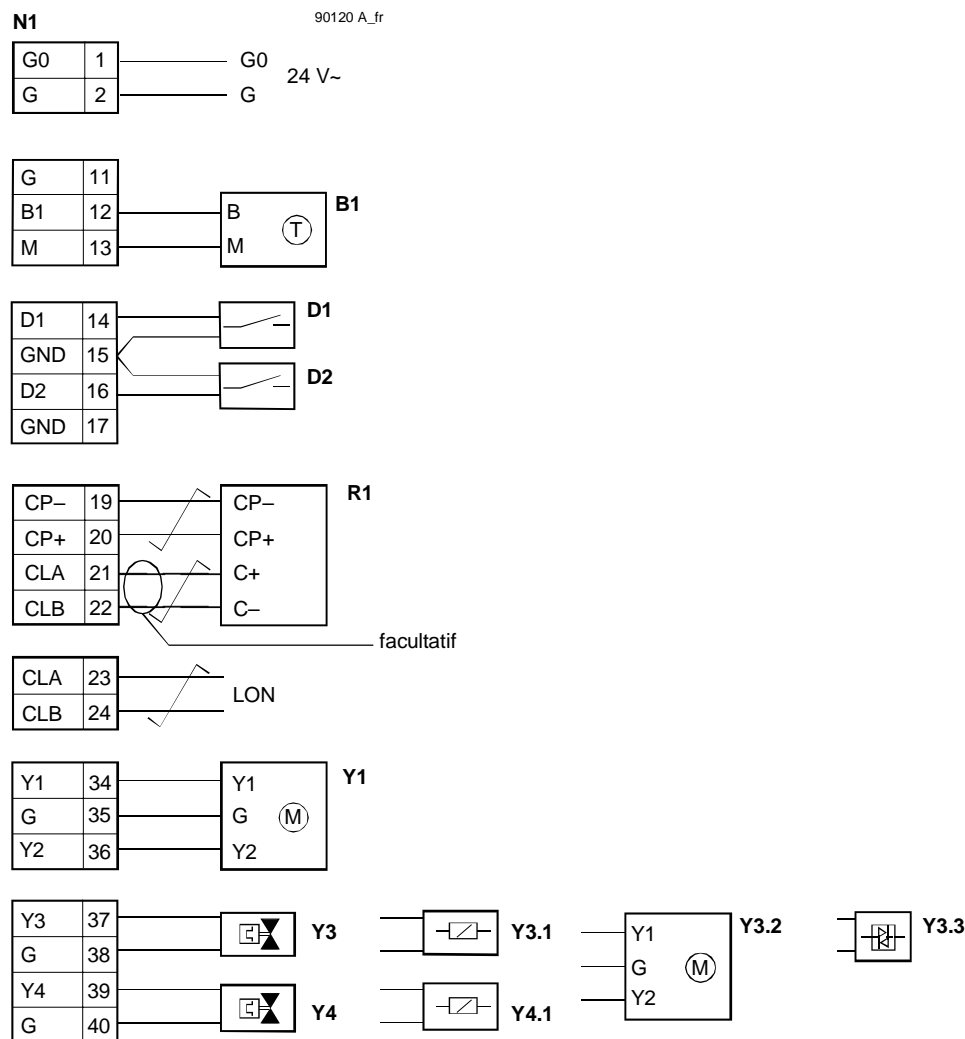 N1
90120 A_fr
G0 1 G0
24 V~
G 2 G
G 11
B1 12 B B1
T
M 13 M
D1 14 D1
GND 15
D2 16 D2
GND 17
CP– 19 CP– R1
CP+ 20 CP+
CLA 21 C+
CLB 22 C–
facultatif
CLA 23
LON
CLB 24
Y1 34 Y1 Y1
G 35 G M
Y2 36 Y2
Y3 37 Y3 Y3.1 Y1 Y3.2 Y3.3
G 38 G M
Y4 39 Y2
Y4 Y4.1
G 40